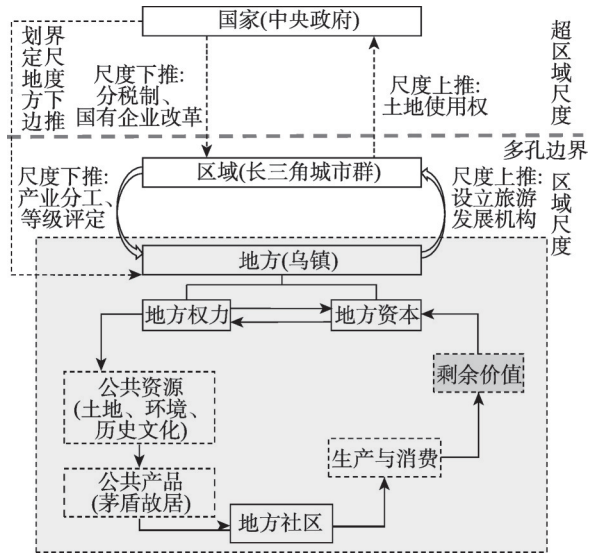 国家(中央政府)
划定地方边界尺度下推
尺度下推:
分税制、
国有企业改革
尺度上推:
土地使用权
超区域尺度
多孔边界
区域(长三角城市群)
尺度下推:
产业分工、
等级评定
尺度上推:
设立旅游
发展机构
区域尺度
地方(乌镇)
地方权力
地方资本
公共资源
(土地、环境、
历史文化)
剩余价值
生产与消费
公共产品
(茅盾故居)
地方社区